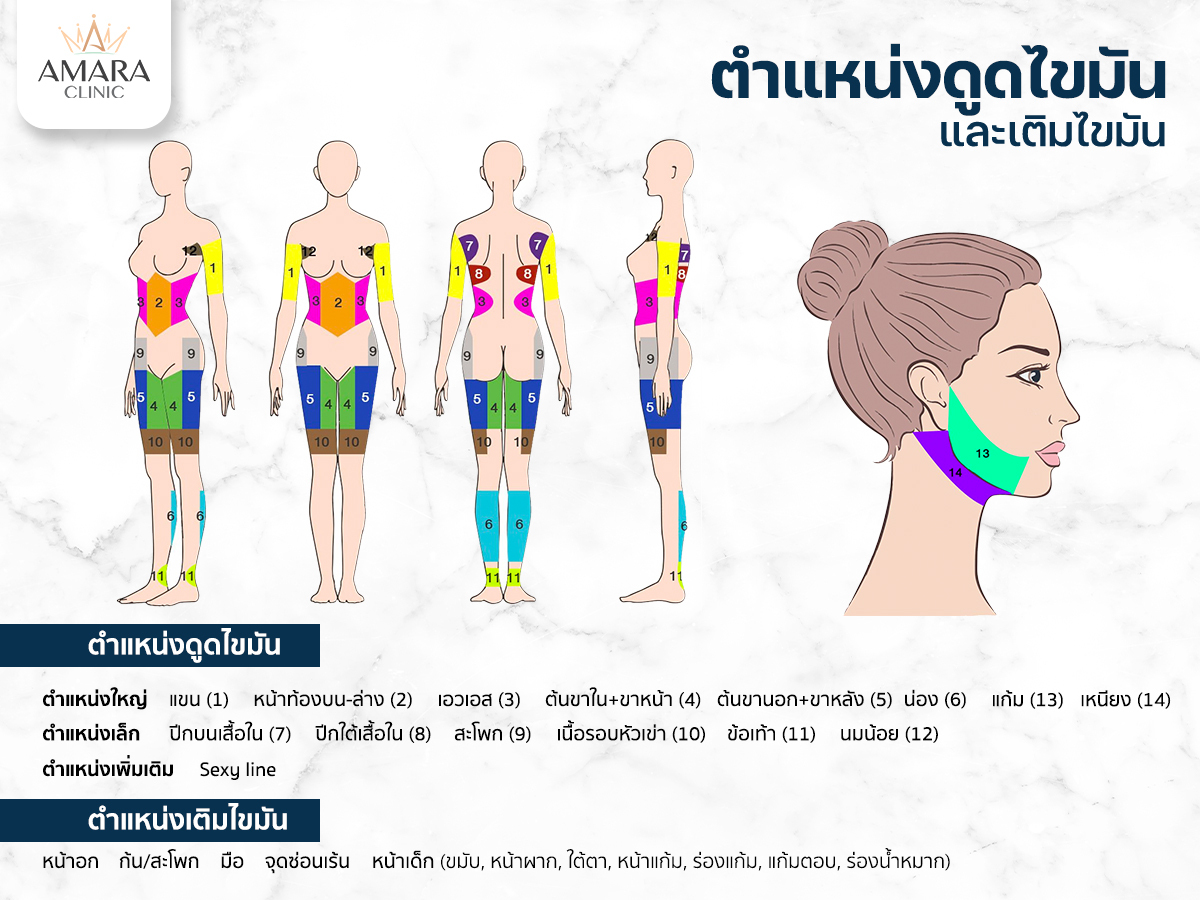 AMARA
CLINIC
ตำแหน่งดูดไขมัน
และเติมไขมัน
12 12 12 12
7 7 7
1 1 1 1 1 1
8 8 8
3 2 3 3 2 3 3 3 3
9 9 9 9 9 9 9
5 4 4 5 5 4 4 5 5 4 4 5 5
10 10 10 10 10 10 10
13
14
6 6 6 6 6
11 11 11 11 11
ตำแหน่งดูดไขมัน
ตำแหน่งใหญ่ แขน (1) หน้าท้องบน-ล่าง (2) เอวเอส (3) ต้นขาใน+ขาหน้า (4) ต้นขานอก+ขาหลัง (5) น่อง (6) แก้ม (13) เหนียง (14)
ตำแหน่งเล็ก ปีกบนเสื้อใน (7) ปีกใต้เสื้อใน (8) สะโพก (9) เนื้อรอบหัวเข่า (10) ข้อเท้า (11) นมน้อย (12)
ตำแหน่งเพิ่มเติม Sexy line
ตำแหน่งเติมไขมัน
หน้าอก ก้น/สะโพก มือ จุดซ่อนเร้น หน้าเด็ก (ขมับ, หน้าผาก, ใต้ตา, หน้าแก้ม, ร่องแก้ม, แก้มตอบ, ร่องน้ำหมาก)